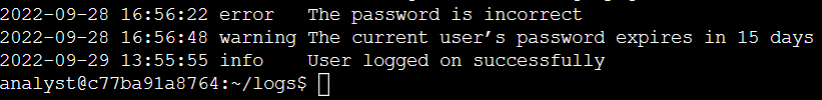 2022-09-28 16:56:22 error   The password is incorrect
2022-09-28 16:56:48 warning The current user’s password expires in 15 days
2022-09-29 13:55:55 info    User logged on successfully
analyst@c77ba91a8764:~/logs$